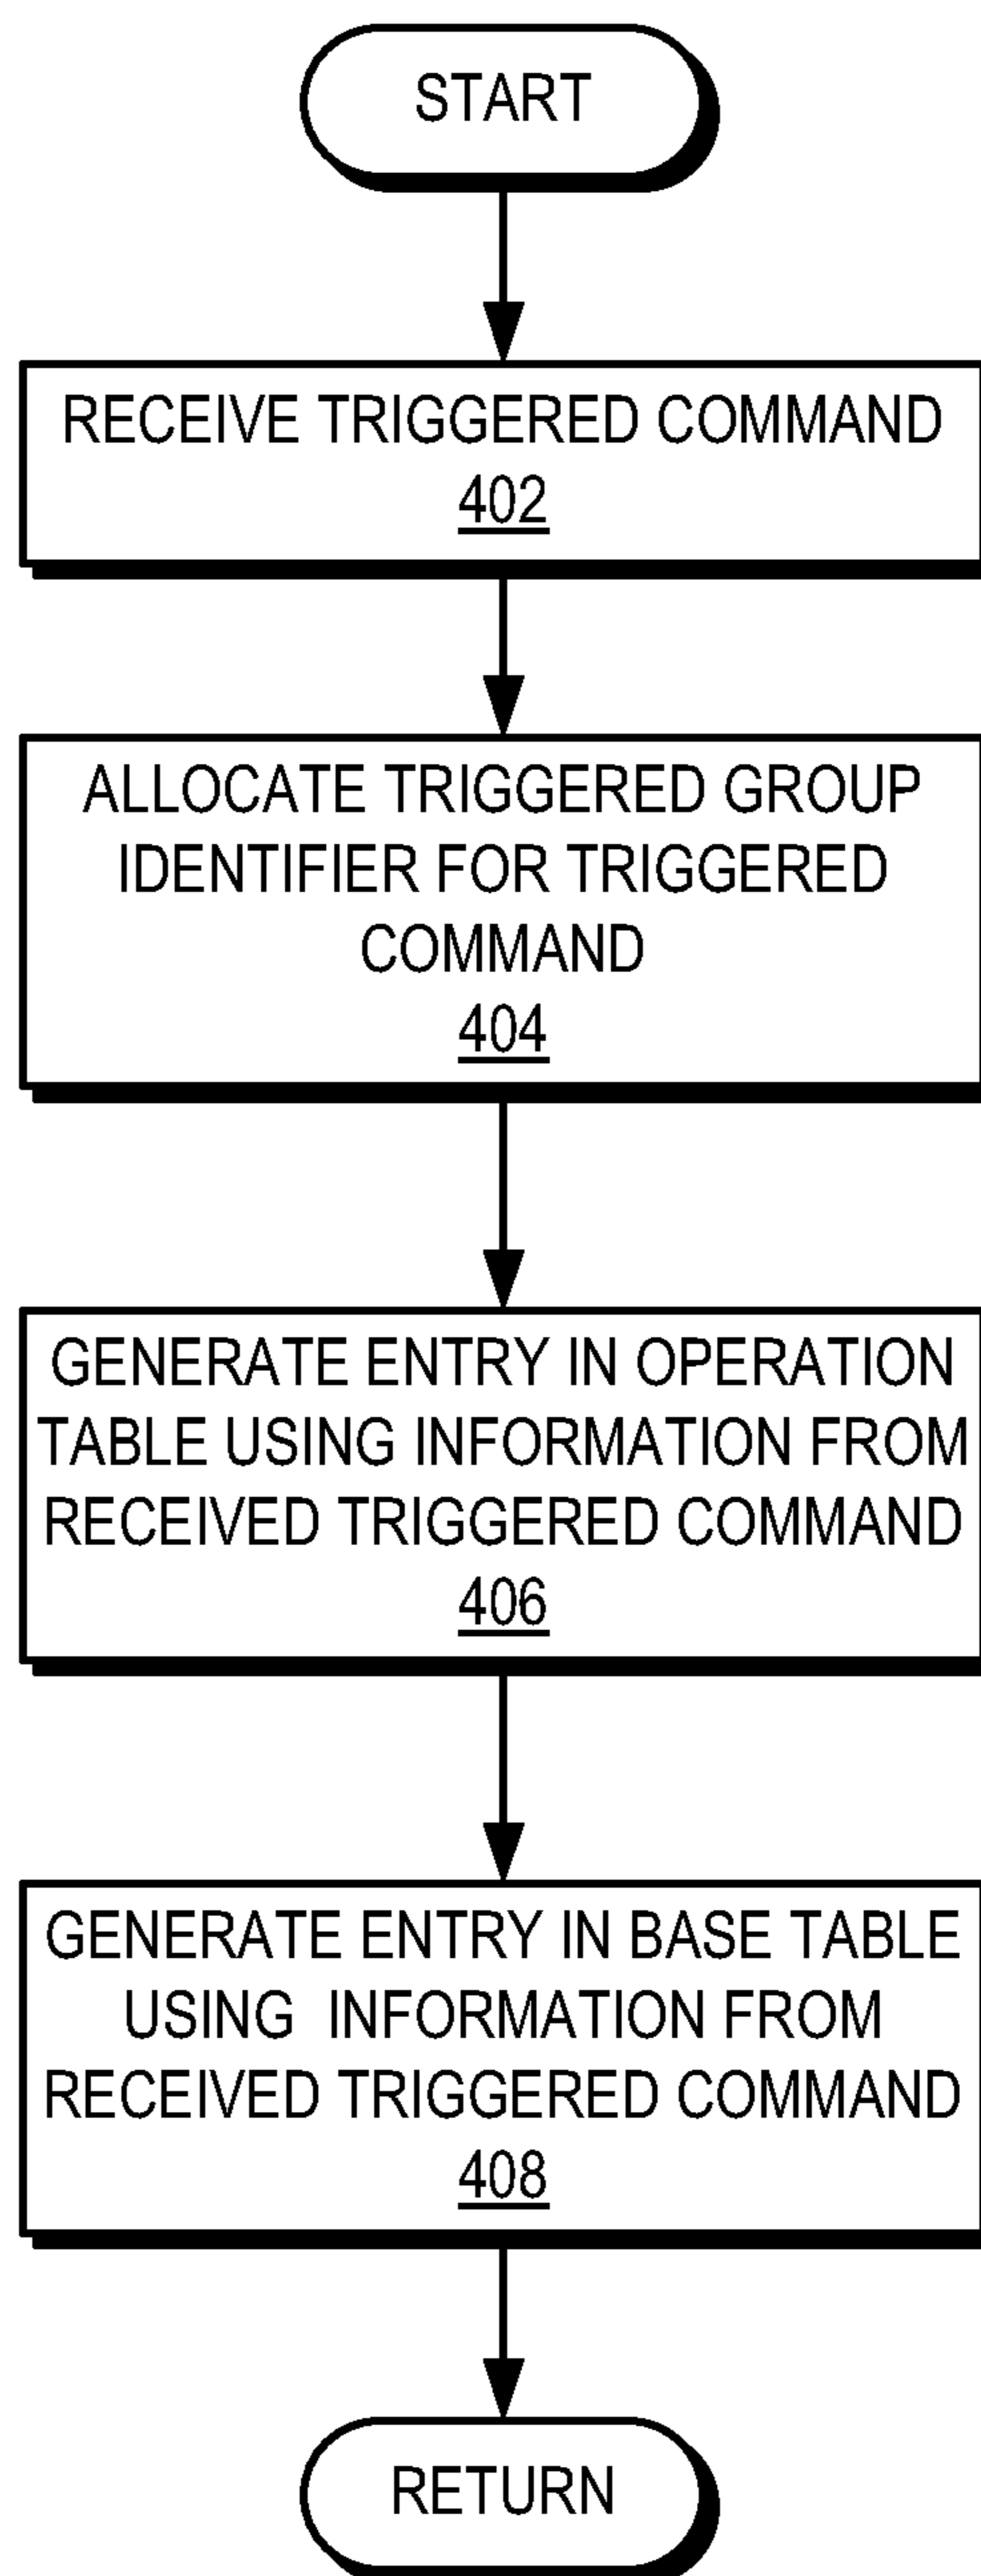 START
RECEIVE TRIGGERED COMMAND
402
ALLOCATE TRIGGERED GROUP
IDENTIFIER FOR TRIGGERED
COMMAND
404
GENERATE ENTRY IN OPERATION
TABLE USING INFORMATION FROM
RECEIVED TRIGGERED COMMAND
406
GENERATE ENTRY IN BASE TABLE
USING INFORMATION FROM
RECEIVED TRIGGERED COMMAND
408
RETURN